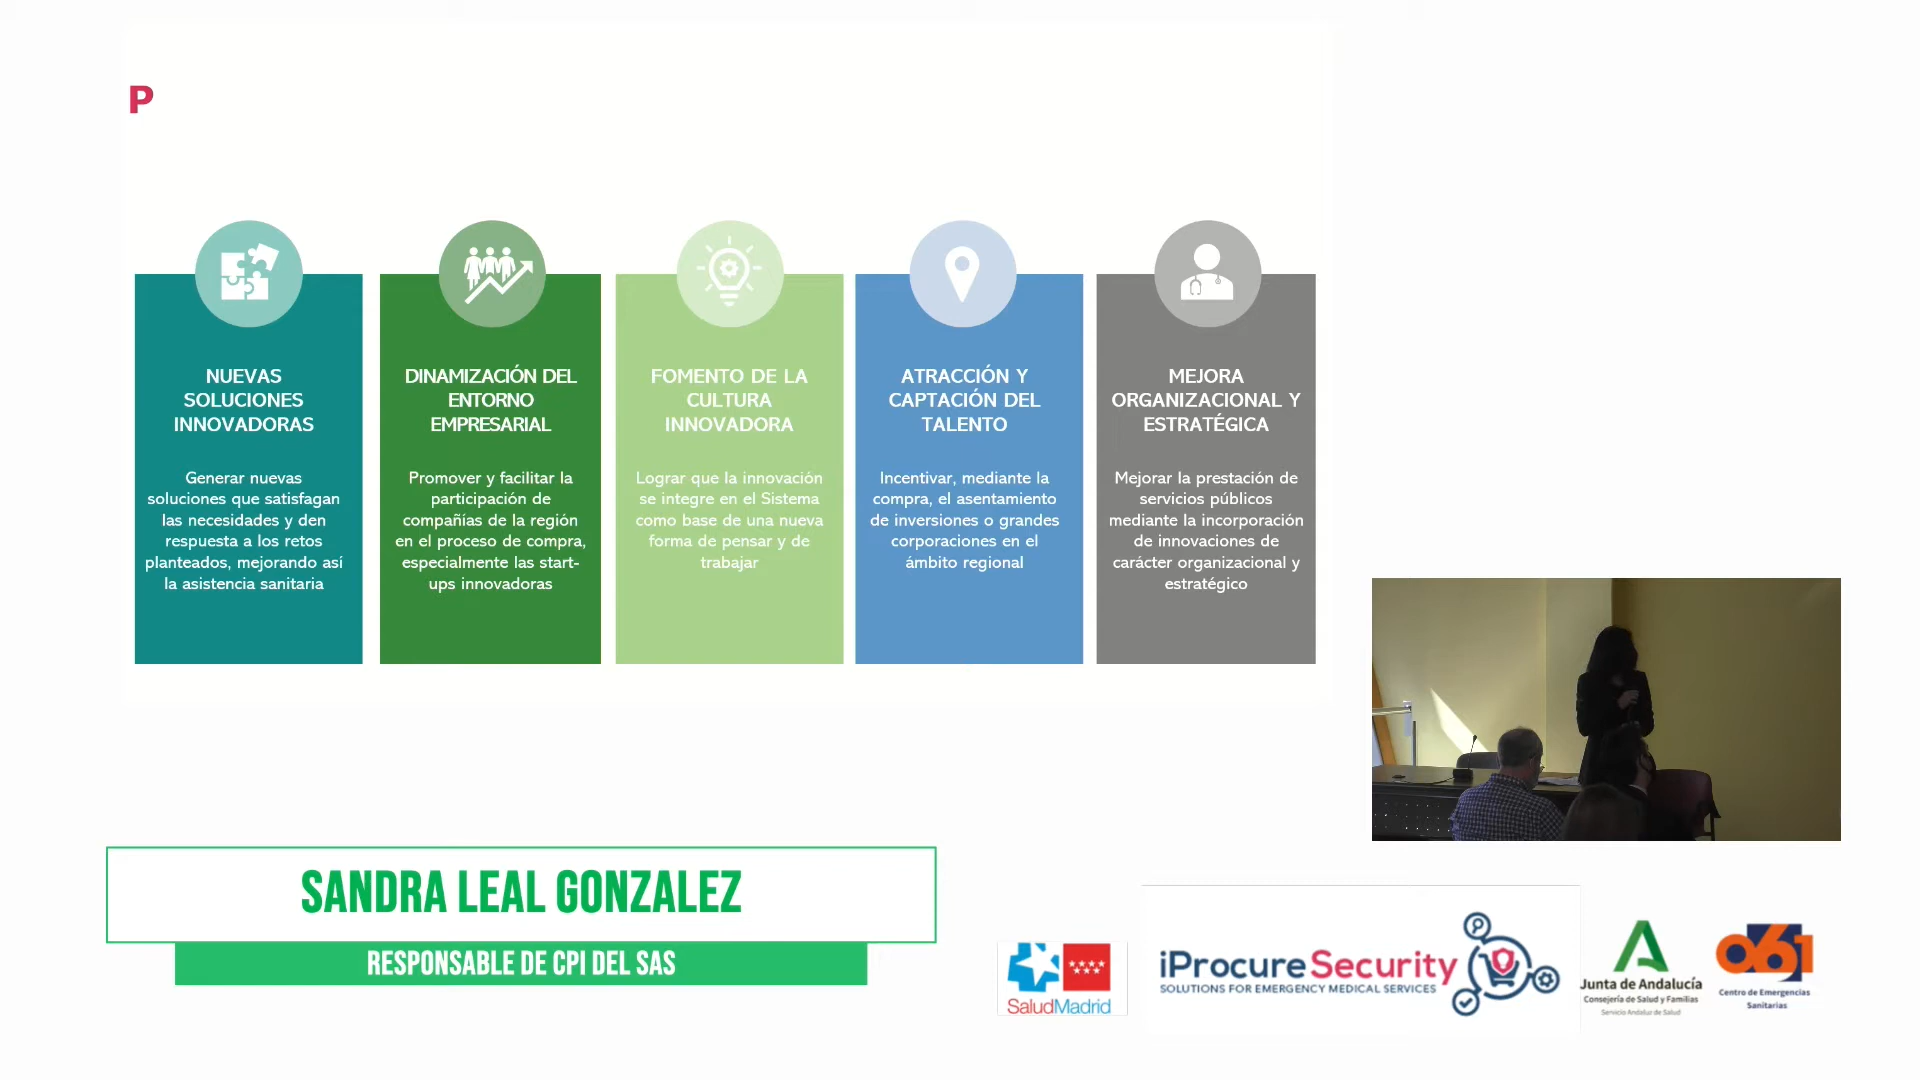 P
NUEVAS
SOLUCIONES
INNOVADORAS
Generar nuevas
soluciones que satisfagan
las necesidades y den
respuesta a los retos
planteados, mejorando así
la asistencia sanitaria
DINAMIZACIÓN DEL
ENTORNO
EMPRESARIAL
Promover y facilitar la
participación de
compañías de la región
en el proceso de compra,
especialmente las start-
ups innovadoras
FOMENTO DE LA
CULTURA
INNOVADORA
Lograr que la innovación
se integre en el Sistema
como base de una nueva
forma de pensar y de
trabajar
ATRACCIÓN Y
CAPTACIÓN DEL
TALENTO
Incentivar, mediante la
compra, el asentamiento
de inversiones o grandes
corporaciones en el
ámbito regional
MEJORA
ORGANIZACIONAL Y
ESTRATÉGICA
Mejorar la prestación de
servicios públicos
mediante la incorporación
de innovaciones de
carácter organizacional y
estratégico
SANDRA LEAL GONZALEZ
RESPONSABLE DE CPI DEL SAS
SaludMadrid
iProcureSecurity
SOLUTIONS FOR EMERGENCY MEDICAL SERVICES
Junta de Andalucía
Consejería de Salud y Familias
Servicio Andaluz de Salud
061
Centro de Emergencias
Sanitarias